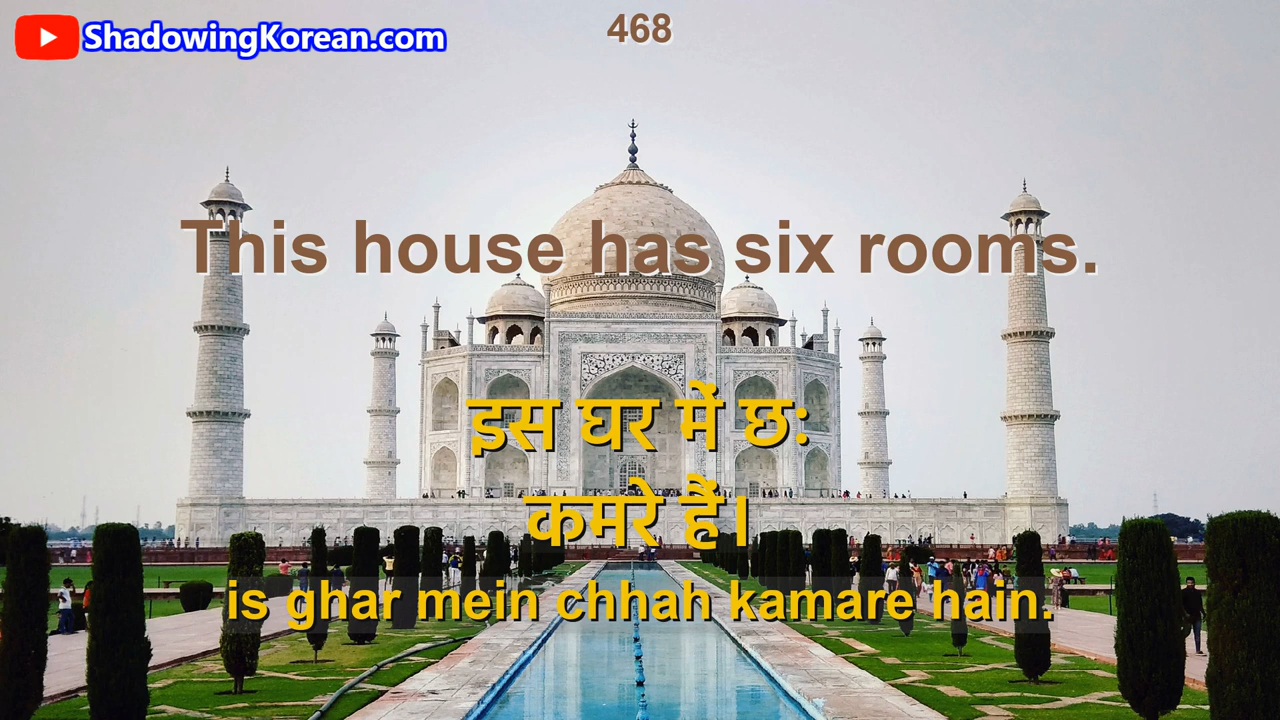 ShadowingKorean.com
468
This house has six rooms.
इस घर में छः
कमरे हैं।
is ghar mein chhah kamare hain.